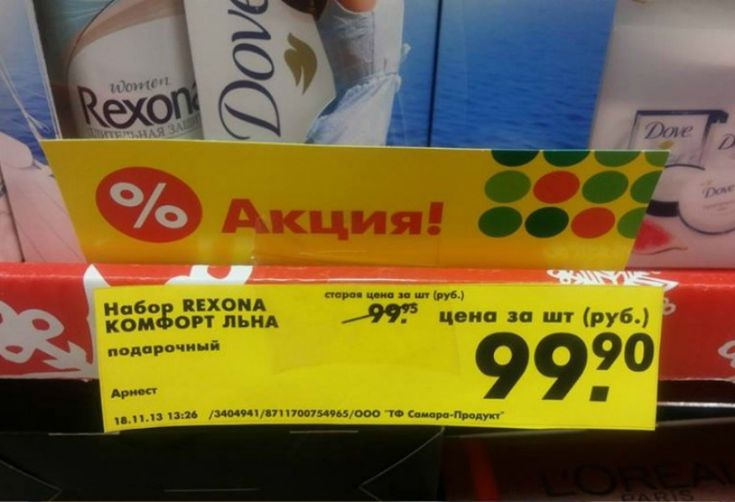 women
Rexona
Dove
Dove
Dove
% Акция!
Набор REXONA
КОМФОРТ ЛЬНА
подарочный
Арнест
старая цена за шт (руб.)
99.95
цена за шт (руб.)
99.90
18.11.13 13:26 /3404941/8711700754965/ООО "ТФ Самара-Продукт"
L'OREAL